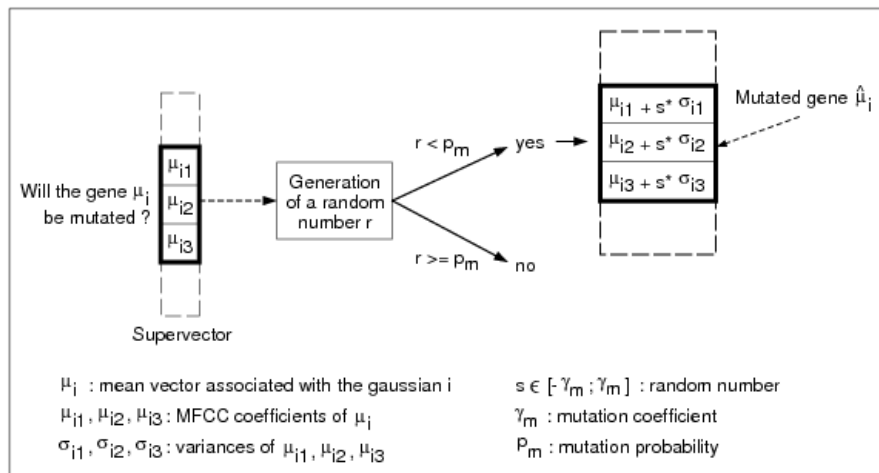 Will the gene μi
be mutated ?
μi1
μi2
μi3
Supervector
Generation
of a random
number r
r < pm
yes
r >= pm
no
μi1 + s* σi1
μi2 + s* σi2
μi3 + s* σi3
Mutated gene μ̂i
μi : mean vector associated with the gaussian i
μi1 , μi2 , μi3 : MFCC coefficients of μi
σi1 , σi2 , σi3 : variances of μi1 , μi2 , μi3
s ϵ [- γm ; γm ] : random number
γm : mutation coefficient
pm : mutation probability